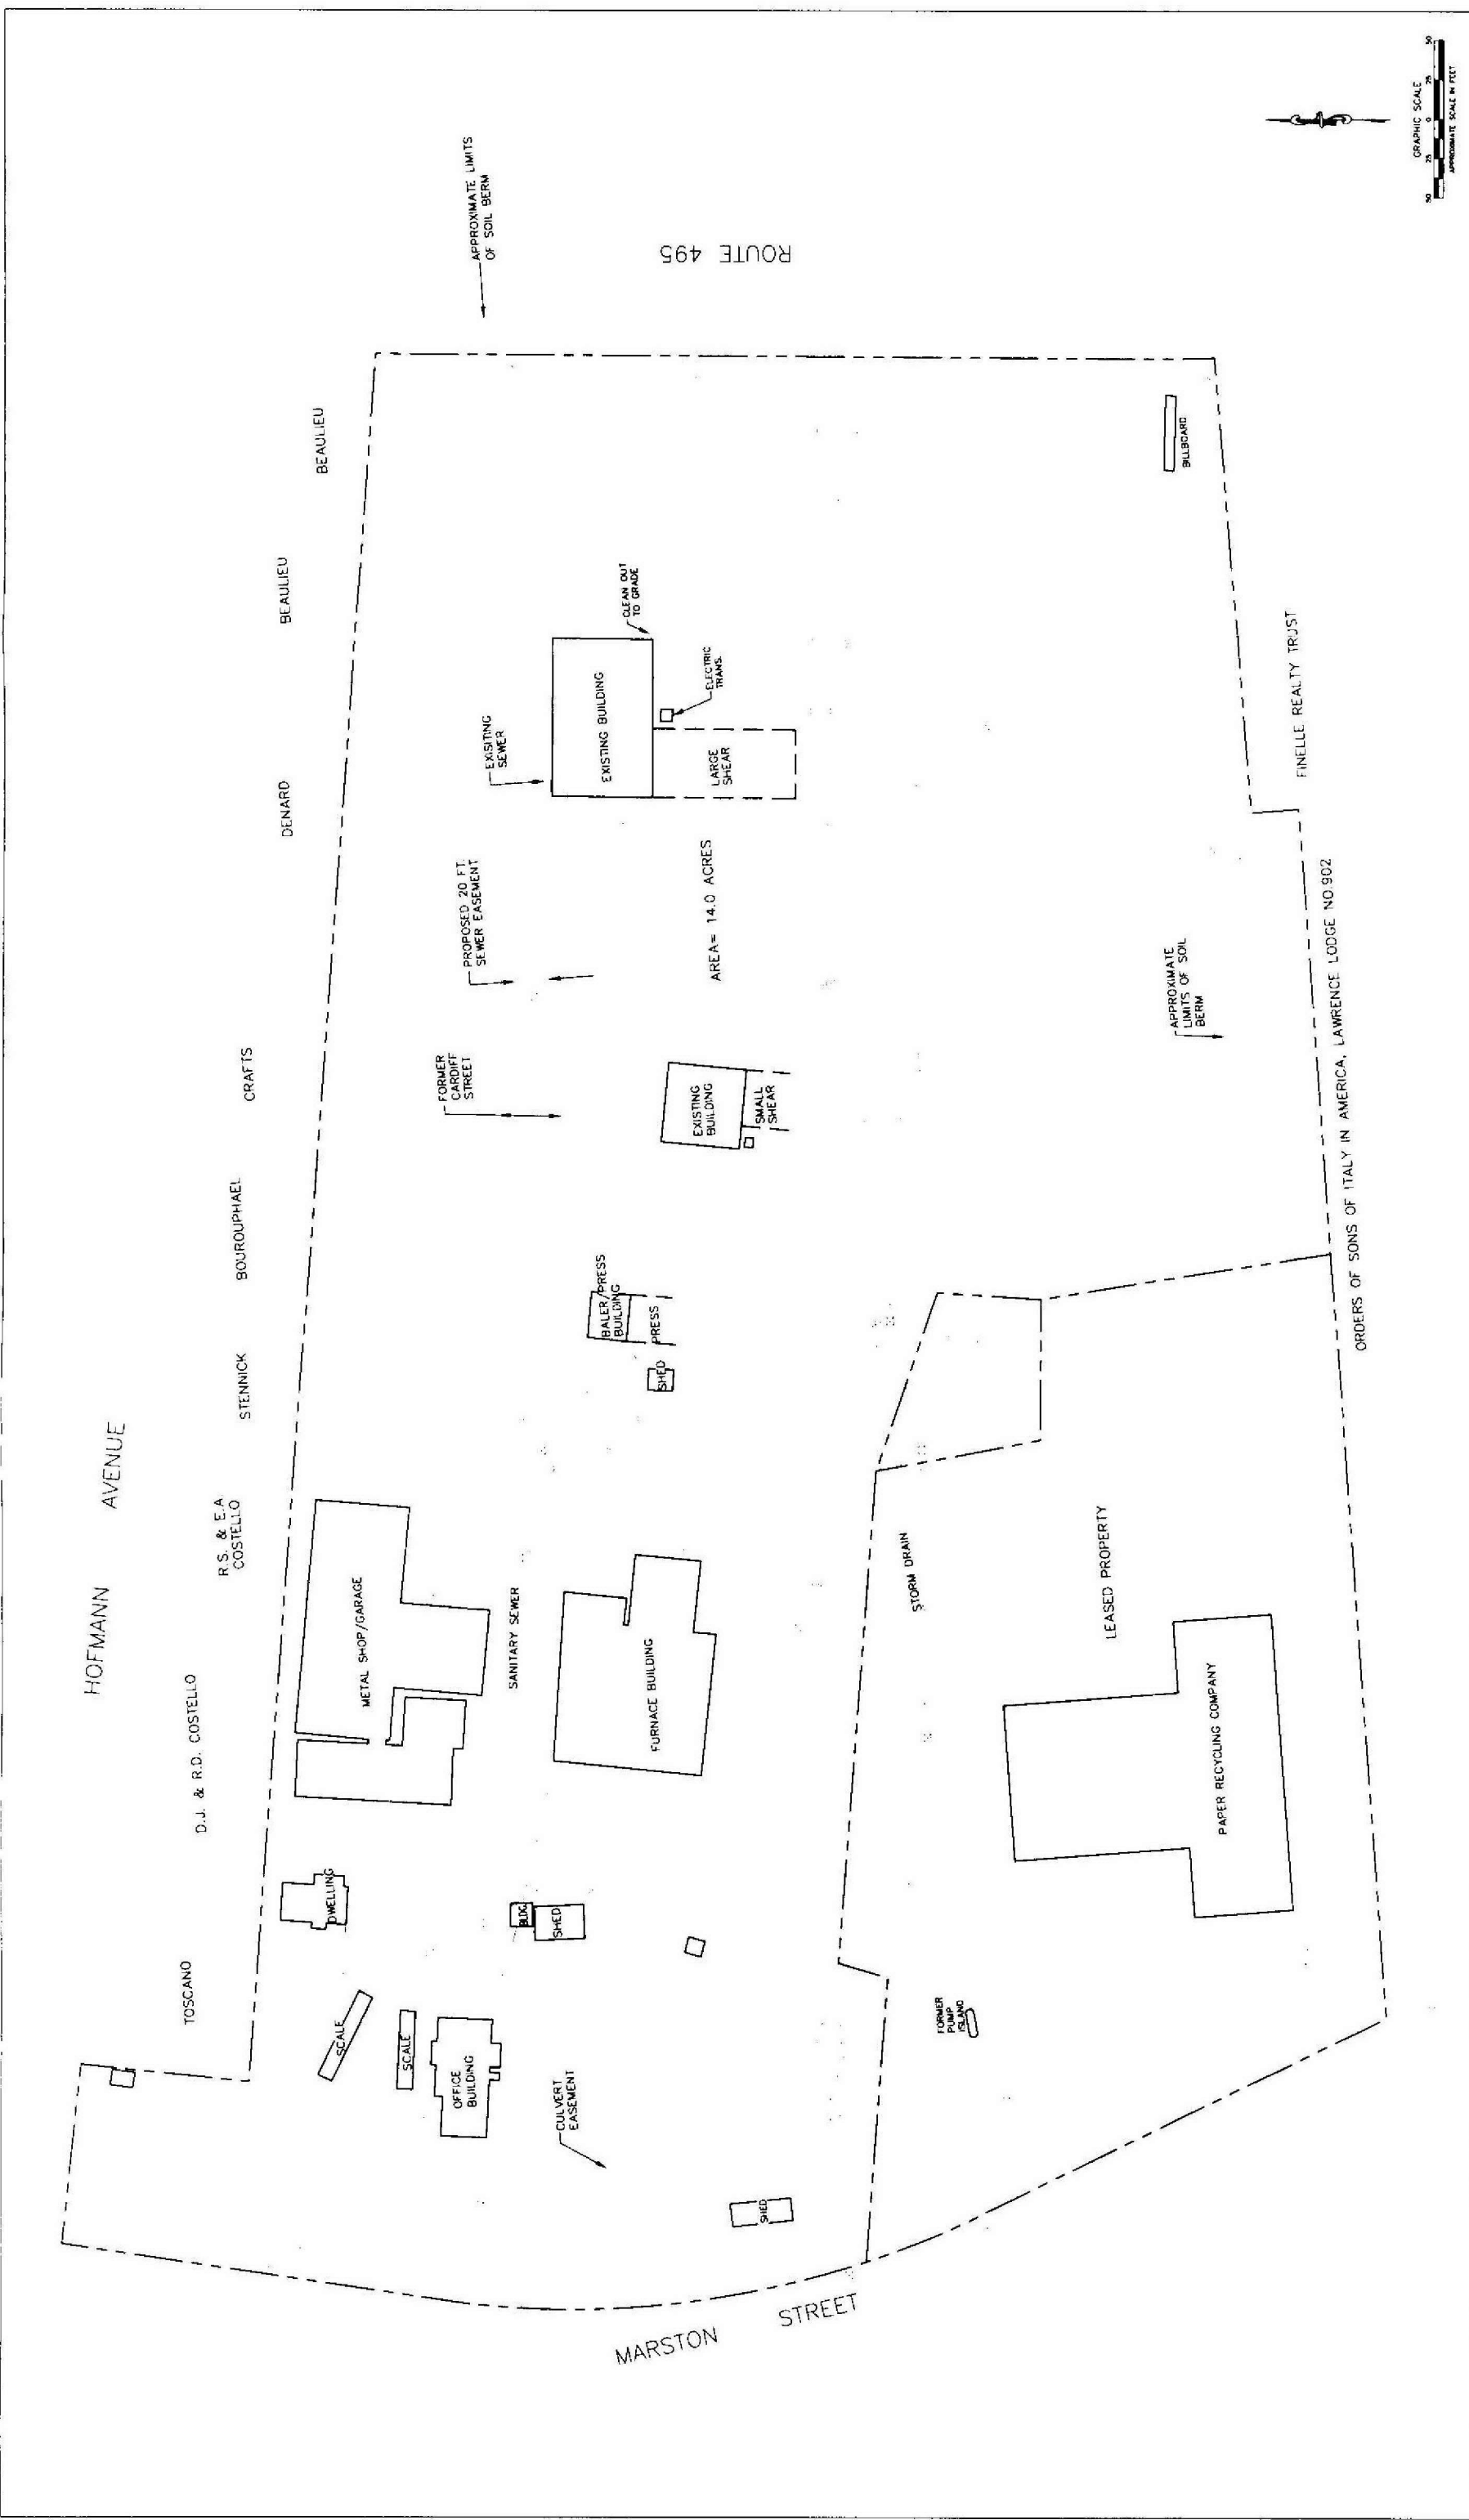 HOFMANN AVENUE
TOSCANO
D.J. & R.D. COSTELLO
R.S. & E.A
COSTELLO
STENNICK
BOUROUPHAEL
CRAFTS
DENARD
BEAULIEU
BEAULIEU
APPROXIMATE LIMITS
OF SOIL BERM
ROUTE 495
SCALE
SCALE
OFFICE
BUILDING
DWELLING
METAL SHOP/GARAGE
SANITARY SEWER
BLDG
SHED
FURNACE BUILDING
CULVERT
EASEMENT
SHED
MARSTON STREET
BALER/PRESS
BUILDING
PRESS
SHED
FORMER
CARDIFF
STREET
EXISTING
BUILDING
SMALL
SHEAR
PROPOSED 20 FT.
SEWER EASEMENT
AREA= 14.0 ACRES
EXISITING
SEWER
EXISTING BUILDING
LARGE
SHEAR
CLEAN OUT
TO GRADE
ELECTRIC
TRANS.
STORM DRAIN
LEASED PROPERTY
PAPER RECYCLING COMPANY
FORMER
PUMP
ISLAND
APPROXIMATE
LIMITS OF SOIL
BERM
BILLBOARD
FINELLE REALTY TRUST
ORDERS OF SONS OF ITALY IN AMERICA, LAWRENCE LODGE NO.902
GRAPHIC SCALE
50 25 0 25 50
APPROXIMATE SCALE IN FEET